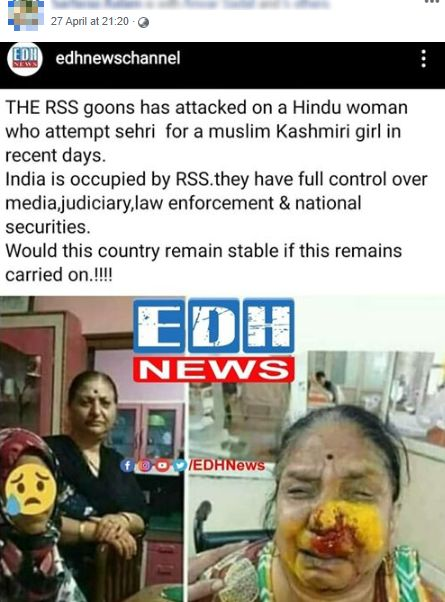 27 April at 21:20 ·
EDH
NEWS
edhnewschannel
THE RSS goons has attacked on a Hindu woman
who attempt sehri for a muslim Kashmiri girl in
recent days.
India is occupied by RSS.they have full control over
media,judiciary,law enforcement & national
securities.
Would this country remain stable if this remains
carried on.!!!!
EDH
NEWS
/EDHNews